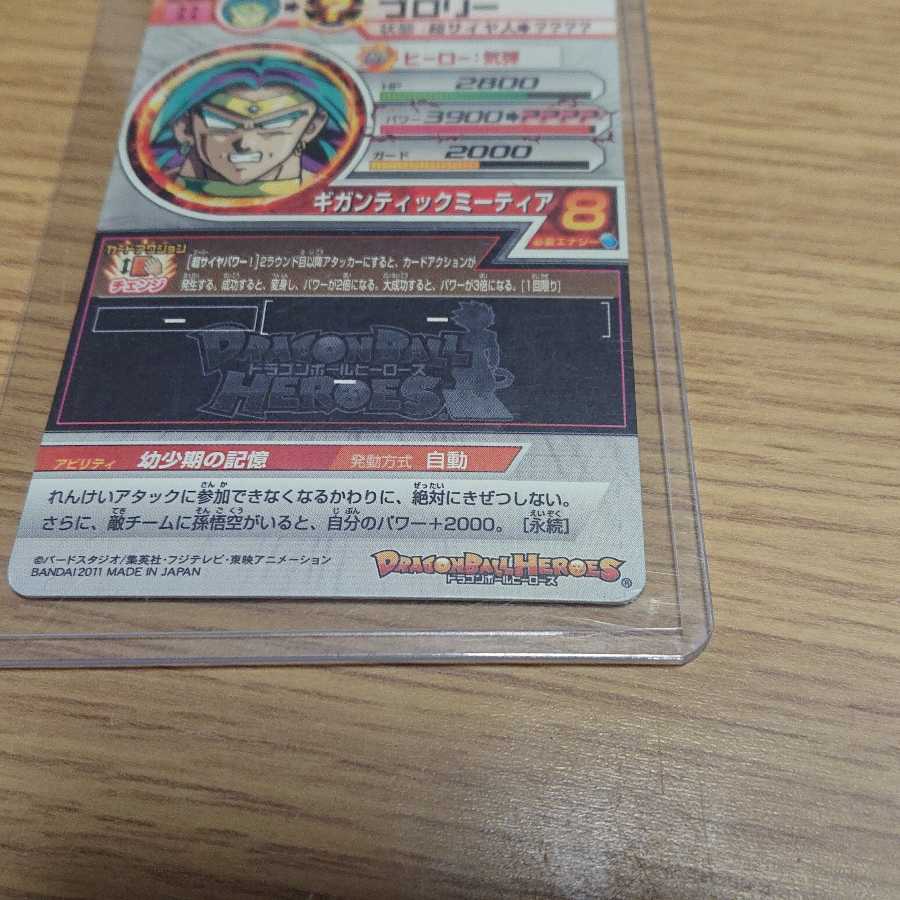 ブロリー
状態:超サイヤ人➡????
ヒーロー:気弾
HP 2800
パワー 3900➡????
ガード 2000
ギガンティックミーティア 8
必要エナジー
カードアクション
チェンジ
[超サイヤパワー!]2ラウンド目以降アタッカーにすると、カードアクションが
発生する。成功すると、変身し、パワーが2倍になる。大成功すると、パワーが3倍になる。[1回限り]
DRAGON BALL
ドラゴンボールヒーローズ
HEROES
アビリティ 幼少期の記憶 発動方式 自動
れんけいアタックに参加できなくなるかわりに、絶対にきぜつしない。
さらに、敵チームに孫悟空がいると、自分のパワー+2000。 [永続]
©バードスタジオ/集英社・フジテレビ・東映アニメーション
BANDAI 2011 MADE IN JAPAN
DRAGON BALL HEROES
ドラゴンボールヒーローズ ®